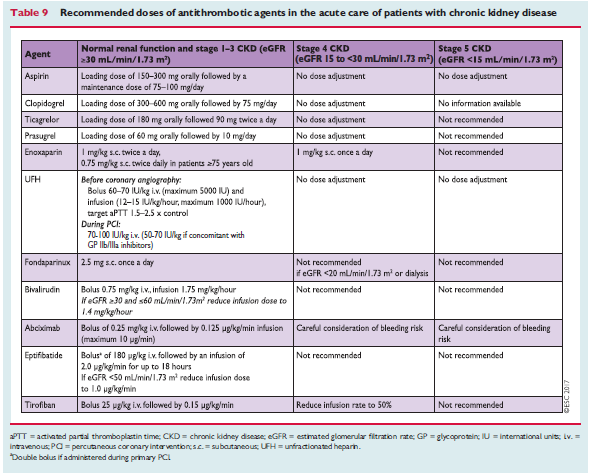 Table 9 Recommended doses of antithrombotic agents in the acute care of patients with chronic kidney disease
Agent
Normal renal function and stage 1–3 CKD (eGFR
≥30 mL/min/1.73 m²)
Stage 4 CKD
(eGFR 15 to <30 mL/min/1.73 m²)
Stage 5 CKD
(eGFR <15 mL/min/1.73 m²)
Aspirin
Loading dose of 150–300 mg orally followed by a
maintenance dose of 75–100 mg/day
No dose adjustment
No dose adjustment
Clopidogrel
Loading dose of 300–600 mg orally followed by 75 mg/day
No dose adjustment
No information available
Ticagrelor
Loading dose of 180 mg orally followed 90 mg twice a day
No dose adjustment
Not recommended
Prasugrel
Loading dose of 60 mg orally followed by 10 mg/day
No dose adjustment
Not recommended
Enoxaparin
1 mg/kg s.c. twice a day,
0.75 mg/kg s.c. twice daily in patients ≥75 years old
1 mg/kg s.c. once a day
Not recommended
UFH
Before coronary angiography:
Bolus 60–70 IU/kg i.v. (maximum 5000 IU) and
infusion (12–15 IU/kg/hour, maximum 1000 IU/hour),
target aPTT 1.5–2.5 x control
During PCI:
70-100 IU/kg i.v. (50-70 IU/kg if concomitant with
GP IIb/IIIa inhibitors)
No dose adjustment
No dose adjustment
Fondaparinux
2.5 mg s.c. once a day
Not recommended
if eGFR <20 mL/min/1.73 m² or dialysis
Not recommended
Bivalirudin
Bolus 0.75 mg/kg i.v., infusion 1.75 mg/kg/hour
If eGFR ≥30 and ≤60 mL/min/1.73m² reduce infusion dose to
1.4 mg/kg/hour
Not recommended
Not recommended
Abciximab
Bolus of 0.25 mg/kg i.v. followed by 0.125 µg/kg/min infusion
(maximum 10 µg/min)
Careful consideration of bleeding risk
Careful consideration of bleeding
risk
Eptifibatide
Bolusᵃ of 180 µg/kg i.v. followed by an infusion of
2.0 µg/kg/min for up to 18 hours
If eGFR <50 mL/min/1.73 m² reduce infusion dose
to 1.0 µg/kg/min
Not recommended
Not recommended
Tirofiban
Bolus 25 µg/kg i.v. followed by 0.15 µg/kg/min
Reduce infusion rate to 50%
Not recommended
©ESC 2017
aPTT = activated partial thromboplastin time; CKD = chronic kidney disease; eGFR = estimated glomerular filtration rate; GP = glycoprotein; IU = international units; i.v. =
intravenous; PCI = percutaneous coronary intervention; s.c. = subcutaneous; UFH = unfractionated heparin.
ᵃDouble bolus if administered during primary PCI.